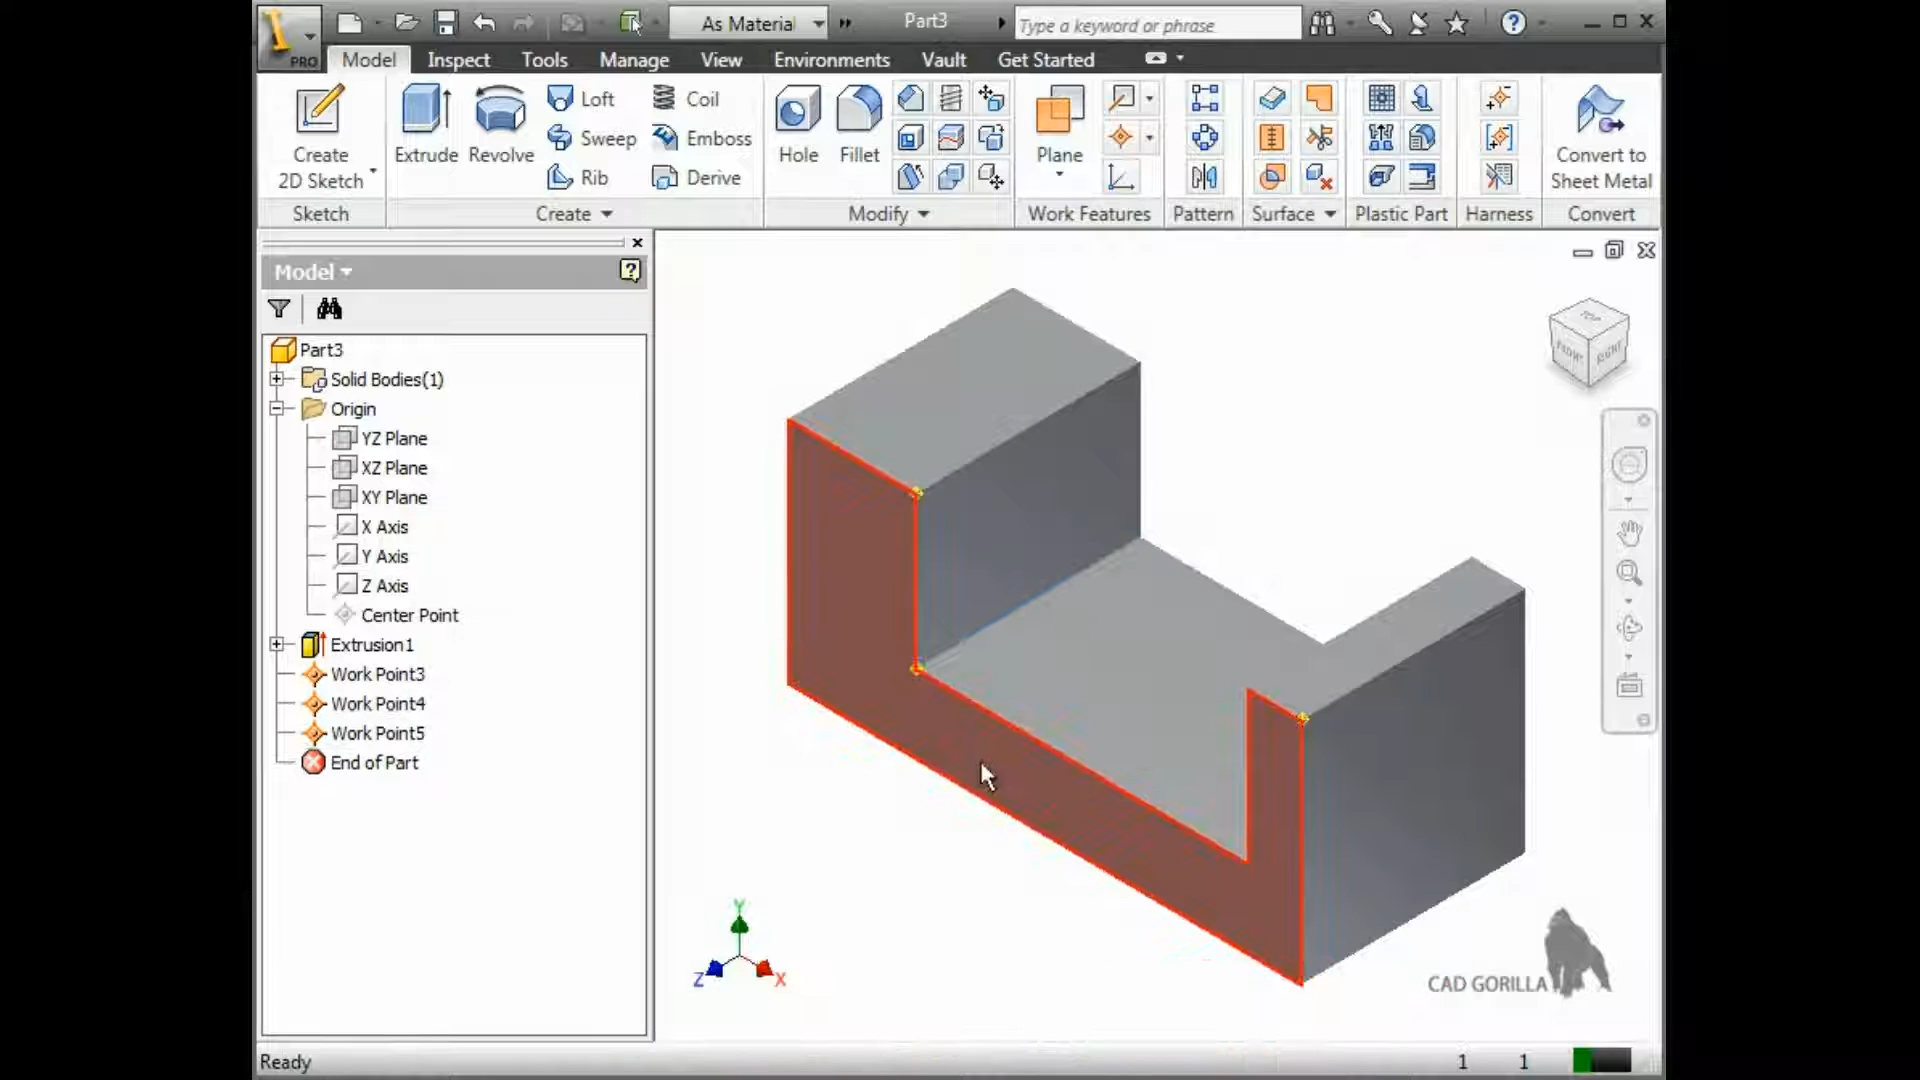 PRO
As Material
Part3
Type a keyword or phrase
Model
Inspect
Tools
Manage
View
Environments
Vault
Get Started
Create
2D Sketch
Extrude
Revolve
Loft
Sweep
Rib
Coil
Emboss
Derive
Hole
Fillet
Plane
Convert to
Sheet Metal
Sketch
Create
Modify
Work Features
Pattern
Surface
Plastic Part
Harness
Convert
Model
Part3
Solid Bodies(1)
Origin
YZ Plane
XZ Plane
XY Plane
X Axis
Y Axis
Z Axis
Center Point
Extrusion1
Work Point3
Work Point4
Work Point5
End of Part
TOP
FRONT
RIGHT
Y
Z
X
CAD GORILLA
Ready
1
1